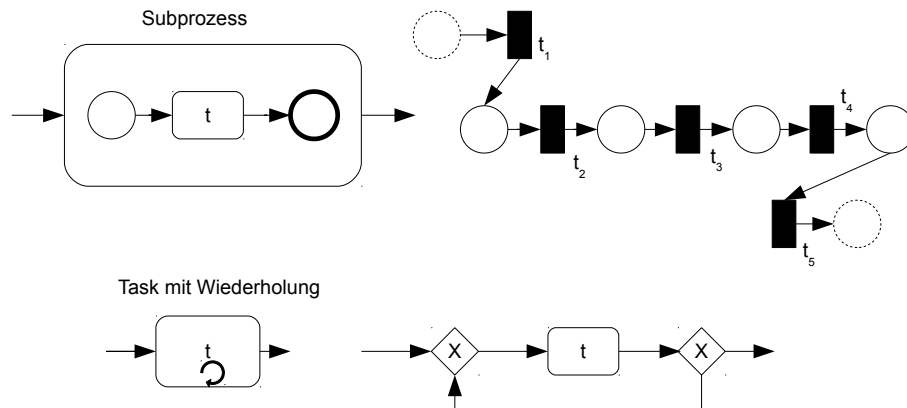 Subprozess
t
t₁
t₂
t₃
t₄
t₅
Task mit Wiederholung
t
X
t
X